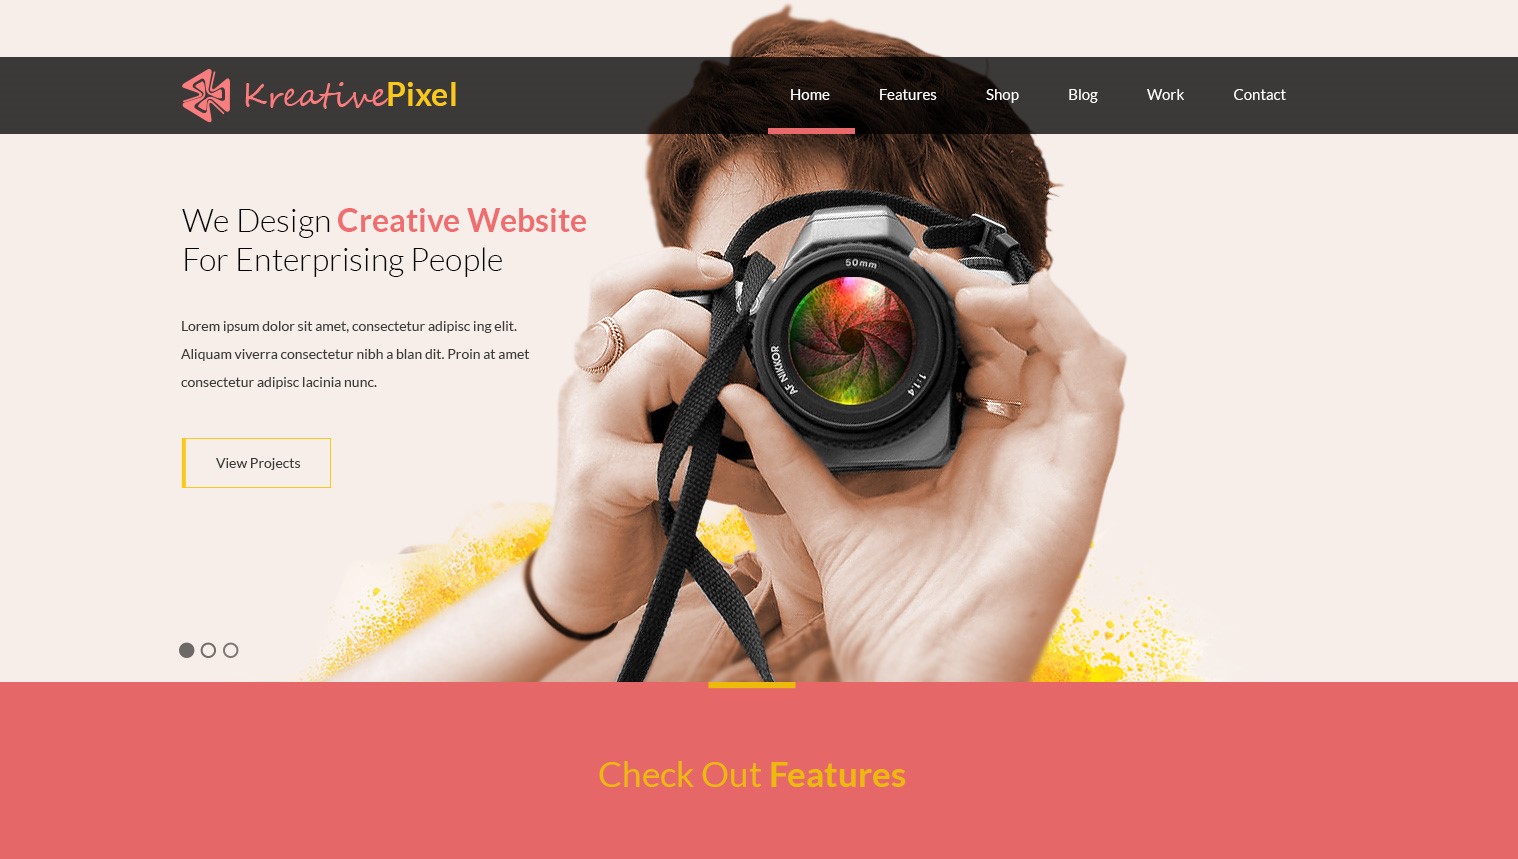 KreativePixel
Home Features Shop Blog Work Contact
We Design Creative Website
For Enterprising People
Lorem ipsum dolor sit amet, consectetur adipisc ing elit.
Aliquam viverra consectetur nibh a blan dit. Proin at amet
consectetur adipisc lacinia nunc.
View Projects
50mm
AF NIKKOR
1:1.4
Check Out Features